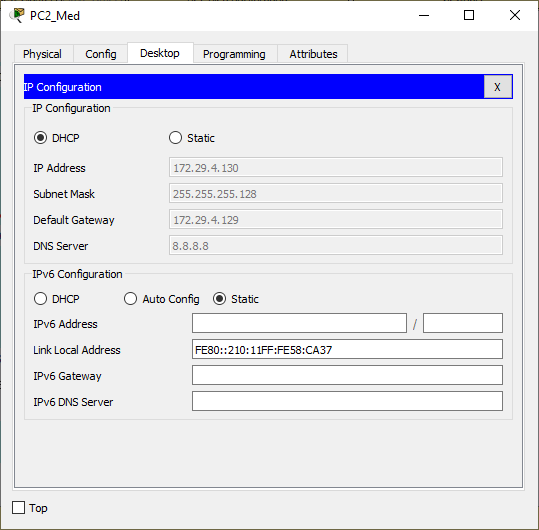 PC2_Med
Physical Config Desktop Programming Attributes
IP Configuration X
IP Configuration
DHCP Static
IP Address 172.29.4.130
Subnet Mask 255.255.255.128
Default Gateway 172.29.4.129
DNS Server 8.8.8.8
IPv6 Configuration
DHCP Auto Config Static
IPv6 Address /
Link Local Address FE80::210:11FF:FE58:CA37
IPv6 Gateway
IPv6 DNS Server
Top